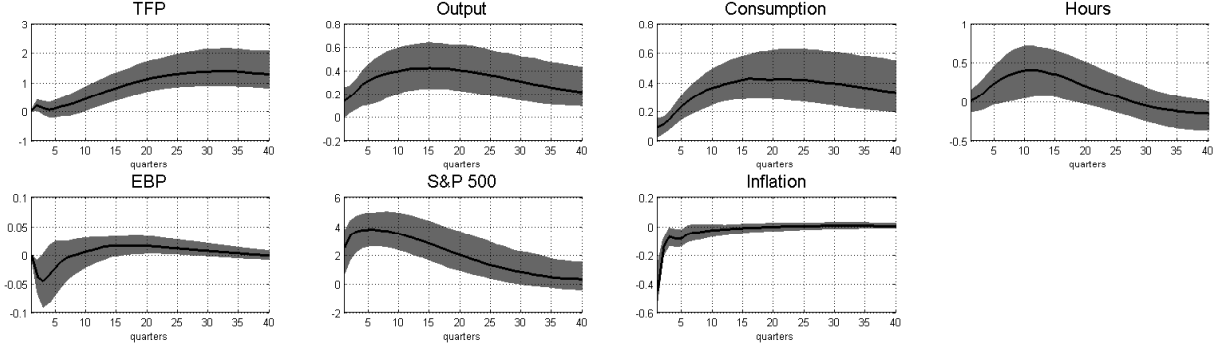 TFP Output Consumption Hours
3 0.8 0.8 1
2 0.6 0.6 0.5
1 0.4 0.4 0
0 0.2 0.2 -0.5
-1 0 0
-0.2
5 10 15 20 25 30 35 40 5 10 15 20 25 30 35 40 5 10 15 20 25 30 35 40 5 10 15 20 25 30 35 40
quarters quarters quarters quarters
EBP S&P 500 Inflation
0.1 6 0.2
0.05 4 0
0 2 -0.2
-0.05 0 -0.4
-0.1 -2 -0.6
5 10 15 20 25 30 35 40 5 10 15 20 25 30 35 40 5 10 15 20 25 30 35 40
quarters quarters quarters